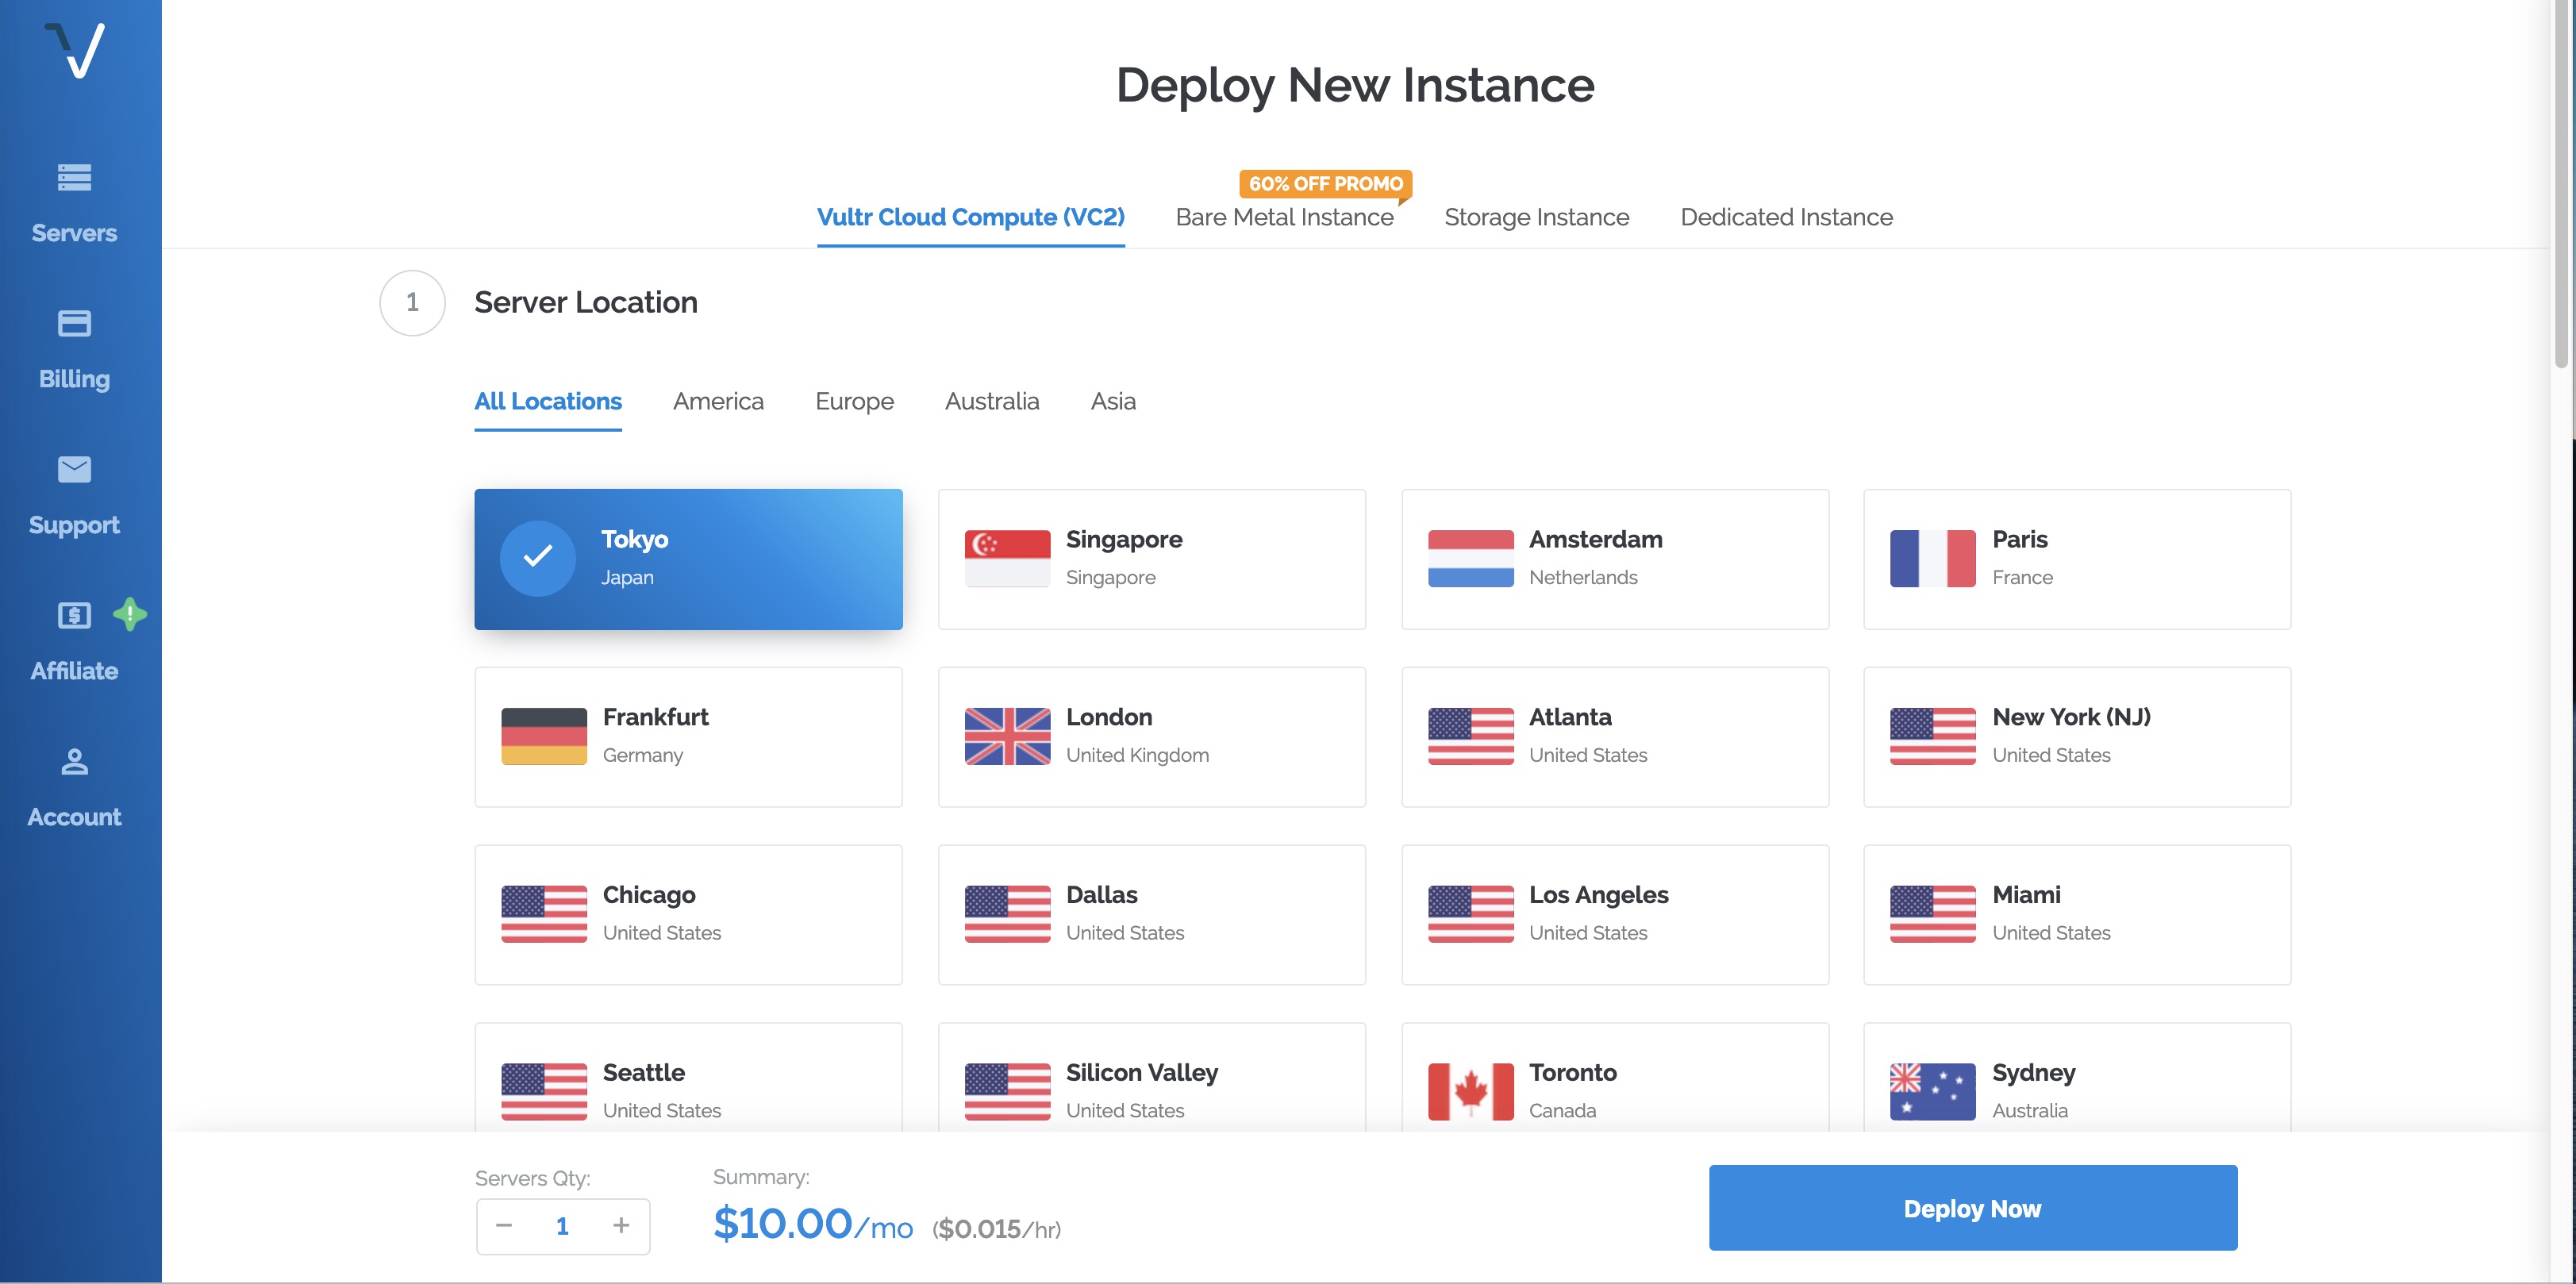 Deploy New Instance
60% OFF PROMO
Vultr Cloud Compute (VC2)
Bare Metal Instance
Storage Instance
Dedicated Instance
Servers
Billing
Support
Affiliate
Account
1
Server Location
All Locations
America
Europe
Australia
Asia
Tokyo
Japan
Singapore
Singapore
Amsterdam
Netherlands
Paris
France
Frankfurt
Germany
London
United Kingdom
Atlanta
United States
New York (NJ)
United States
Chicago
United States
Dallas
United States
Los Angeles
United States
Miami
United States
Seattle
United States
Silicon Valley
United States
Toronto
Canada
Sydney
Australia
Servers Qty:
− 1 +
Summary:
$10.00/mo ($0.015/hr)
Deploy Now